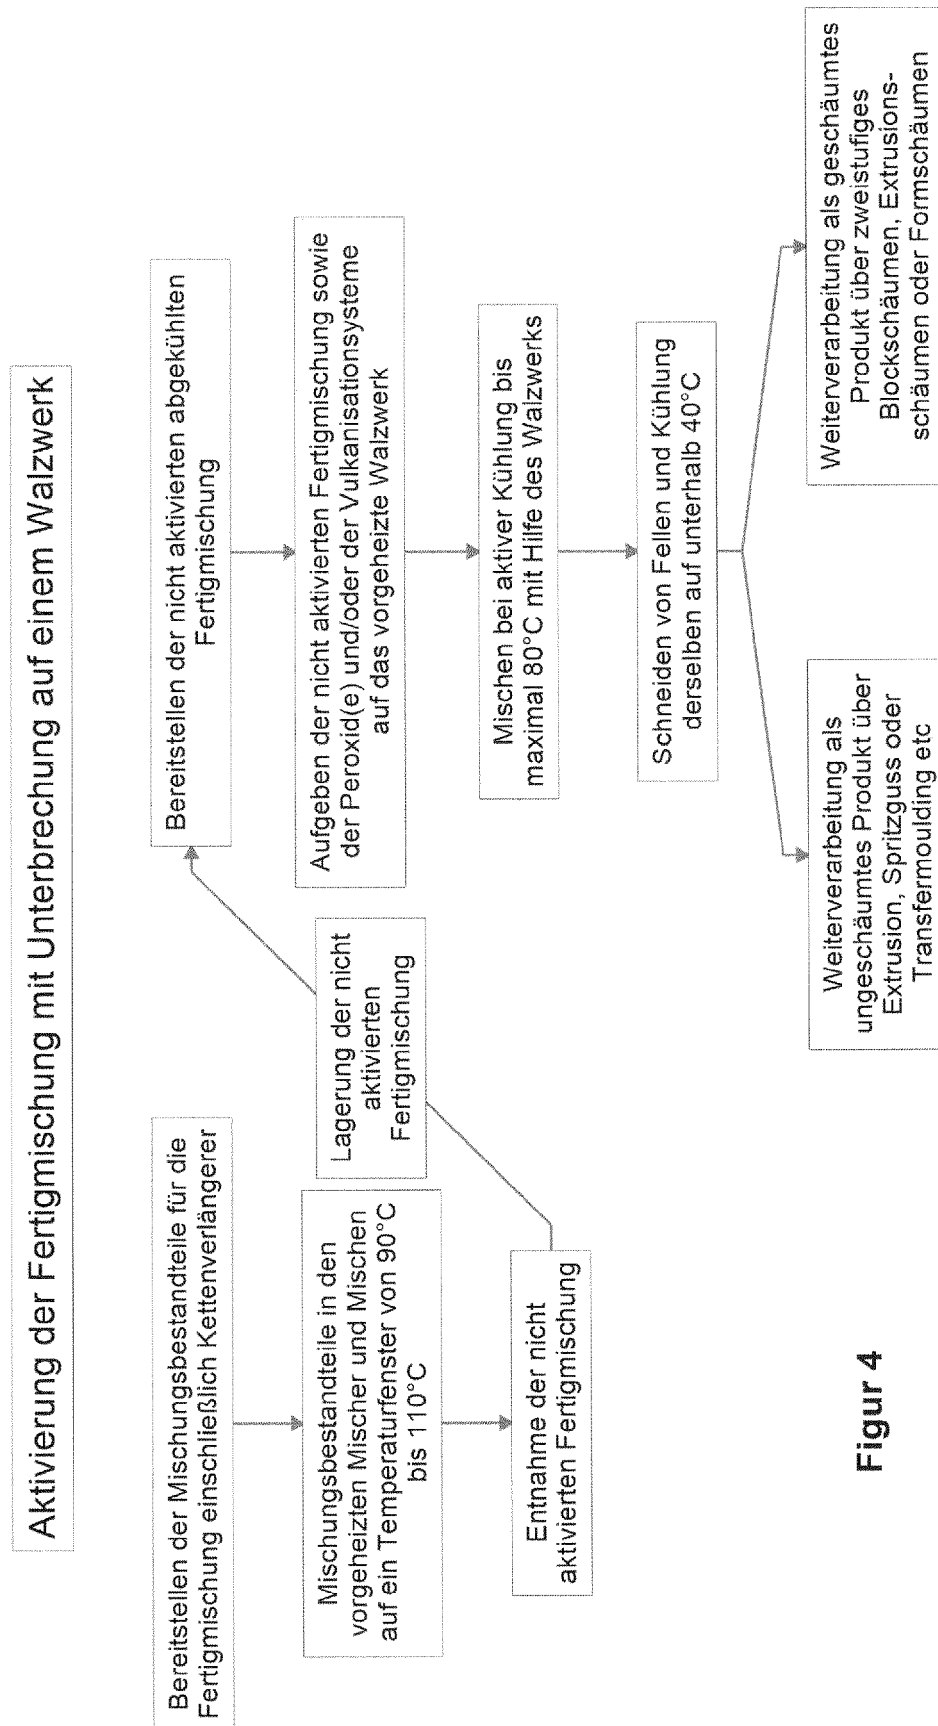 Aktivierung der Fertigmischung mit Unterbrechung auf einem Walzwerk
Bereitstellen der Mischungsbestandteile für die
Fertigmischung einschließlich Kettenverlängerer
Mischungsbestandteile in den
vorgeheizten Mischer und Mischen
auf ein Temperaturfenster von 90°C
bis 110°C
Entnahme der nicht
aktivierten Fertigmischung
Lagerung der nicht
aktivierten
Fertigmischung
Bereitstellen der nicht aktivierten abgekühlten
Fertigmischung
Aufgeben der nicht aktivierten Fertigmischung sowie
der Peroxid(e) und/oder der Vulkanisationsysteme
auf das vorgeheizte Walzwerk
Mischen bei aktiver Kühlung bis
maximal 80°C mit Hilfe des Walzwerks
Schneiden von Fellen und Kühlung
derselben auf unterhalb 40°C
Weiterverarbeitung als
ungeschäumtes Produkt über
Extrusion, Spritzguss oder
Transfermoulding etc
Weiterverarbeitung als geschäumtes
Produkt über zweistufiges
Blockschäumen, Extrusions-
schäumen oder Formschäumen
Figur 4